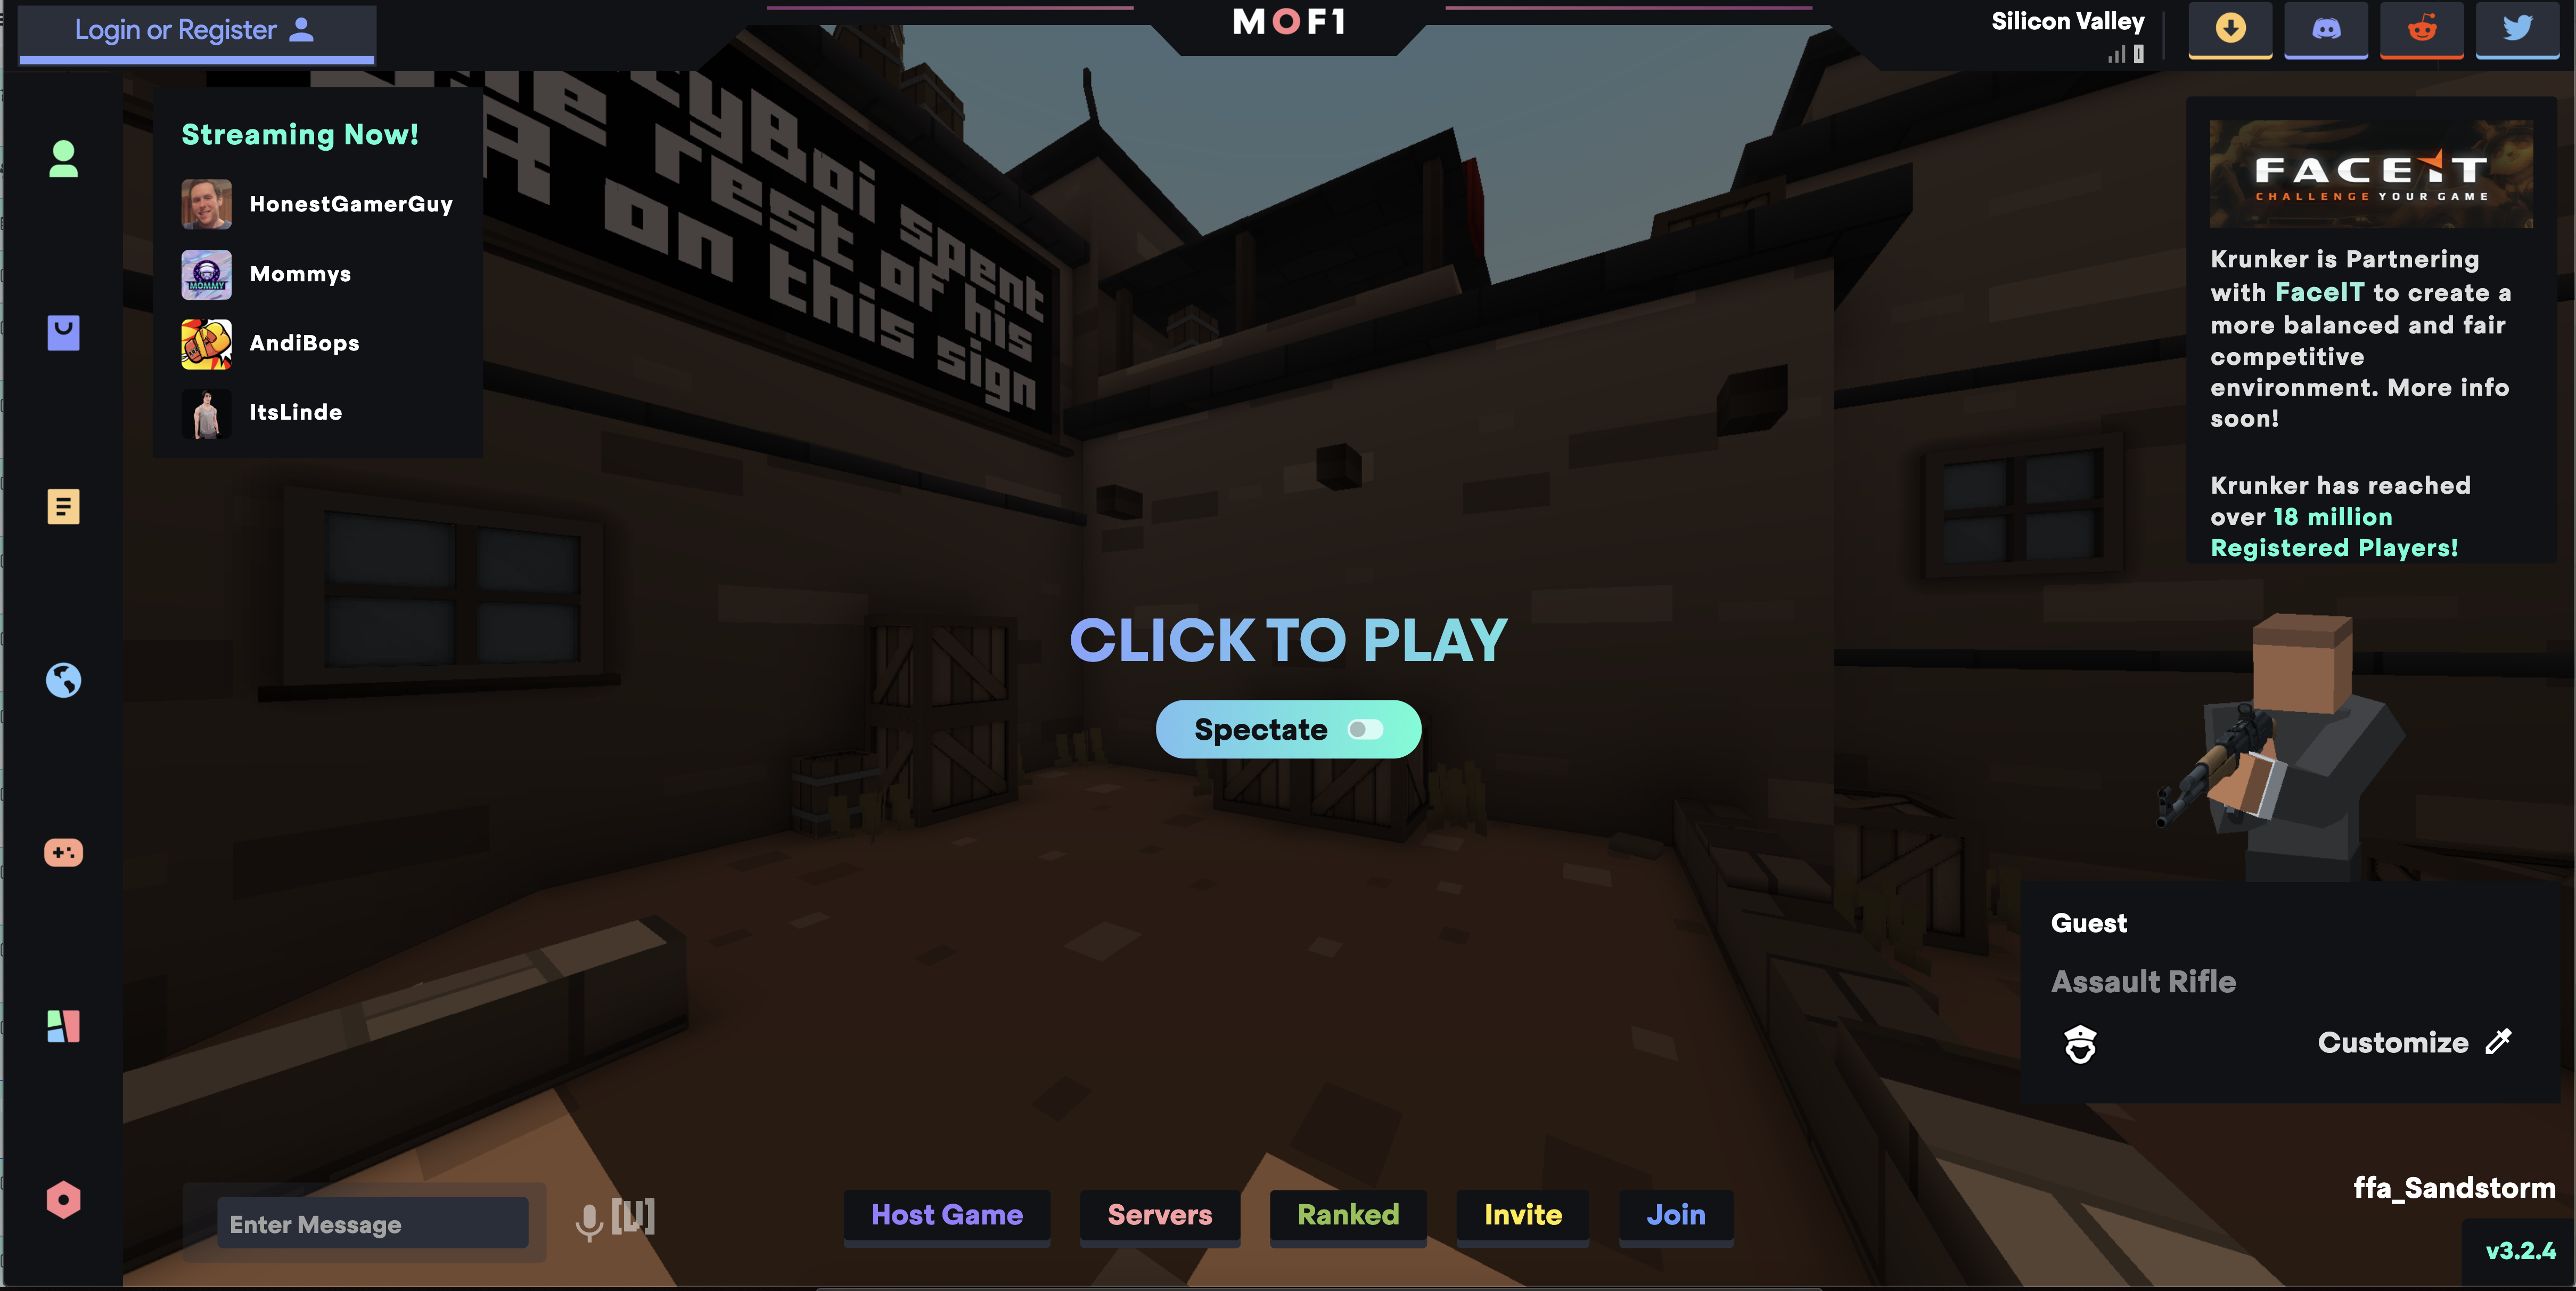 Login or Register
MOF1
Silicon Valley
Streaming Now!
HonestGamerGuy
Mommys
MOMMY
AndiBops
ItsLinde
cyBoi spent
rest of his
on this sign
FACEIT
CHALLENGE YOUR GAME
Krunker is Partnering
with FaceIT to create a
more balanced and fair
competitive
environment. More info
soon!
Krunker has reached
over 18 million
Registered Players!
CLICK TO PLAY
Spectate
Guest
Assault Rifle
Customize
ffa_Sandstorm
v3.2.4
Enter Message
Host Game
Servers
Ranked
Invite
Join